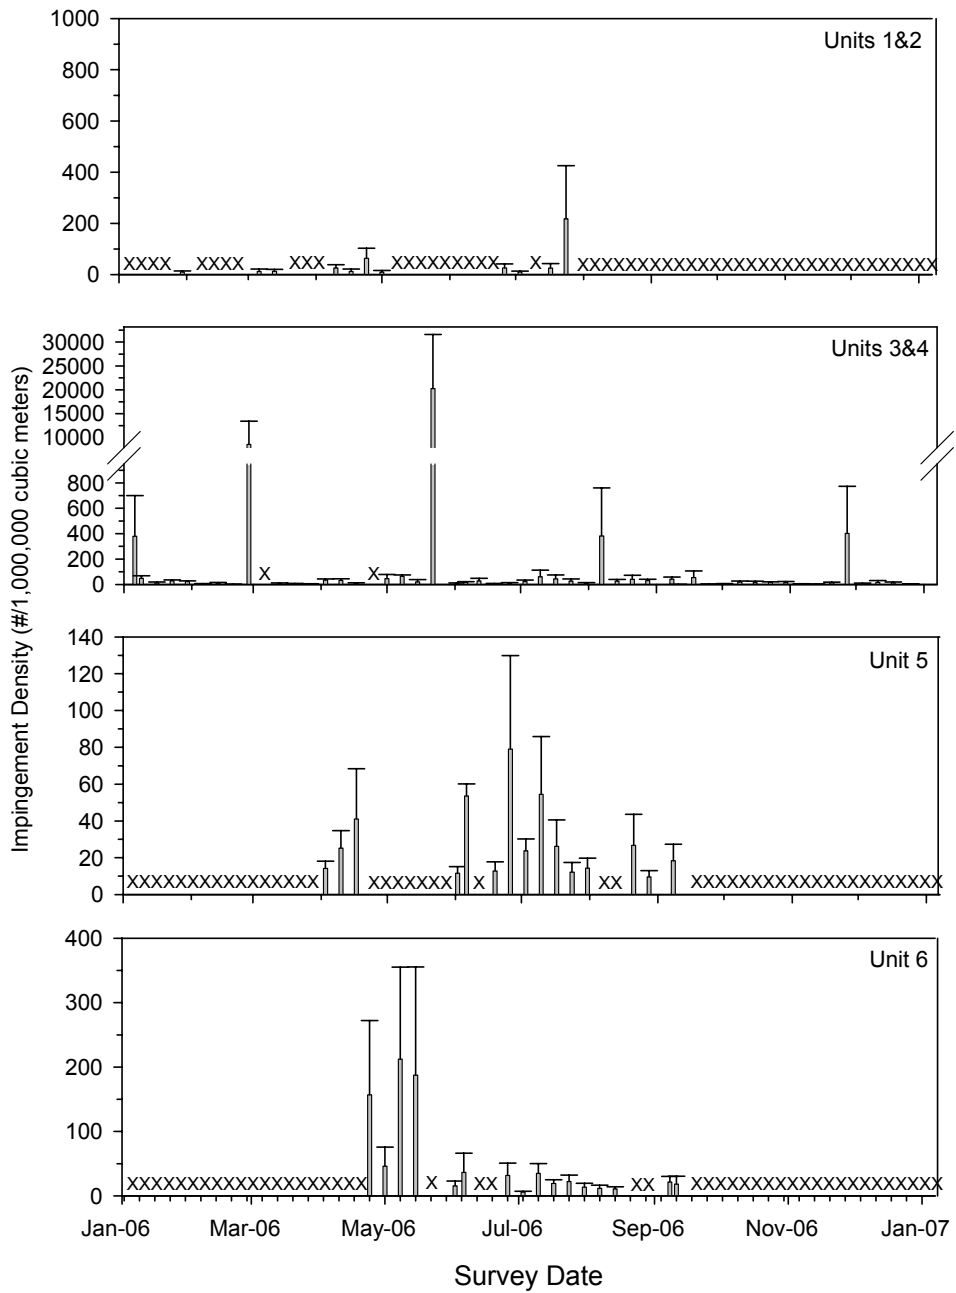 Impingement Density (#/1,000,000 cubic meters)
1000
800
600
400
200
0
Units 1&2
XXXX XXXX XXX XXXXXXXXX X XXXXXXXXXXXXXXXXXXXXXXXXXXXXXX
30000
25000
20000
15000
10000
800
600
400
200
0
Units 3&4
X X
140
120
100
80
60
40
20
0
Unit 5
XXXXXXXXXXXXXXXX XXXXXXX X XX XXXXXXXXXXXXXXXXXXXXX
400
300
200
100
0
Unit 6
XXXXXXXXXXXXXXXXXXXX X XX XX XXXXXXXXXXXXXXXXXXXXX
Jan-06 Mar-06 May-06 Jul-06 Sep-06 Nov-06 Jan-07
Survey Date